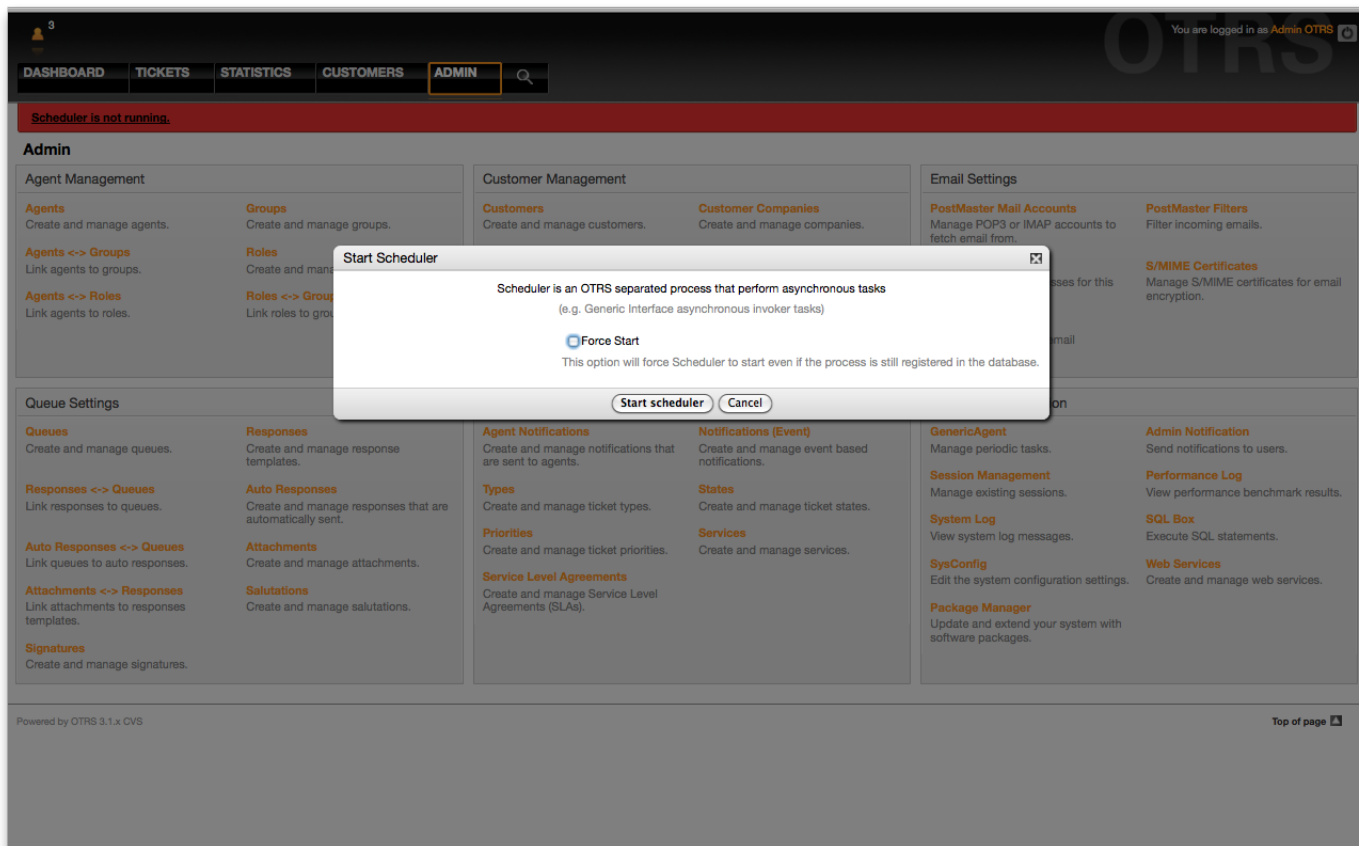 3
OTRS
You are logged in as Admin OTRS
DASHBOARD
TICKETS
STATISTICS
CUSTOMERS
ADMIN
Scheduler is not running.
Admin
Agent Management
Agents
Create and manage agents.
Groups
Create and manage groups.
Agents <-> Groups
Link agents to groups.
Roles
Create and mana
Agents <-> Roles
Link agents to roles.
Roles <-> Group
Link roles to grou
Customer Management
Customers
Create and manage customers.
Customer Companies
Create and manage companies.
Email Settings
PostMaster Mail Accounts
Manage POP3 or IMAP accounts to
fetch email from.
PostMaster Filters
Filter incoming emails.
sses for this
S/MIME Certificates
Manage S/MIME certificates for email
encryption.
mail
Start Scheduler
Scheduler is an OTRS separated process that perform asynchronous tasks
(e.g. Generic Interface asynchronous invoker tasks)
Force Start
This option will force Scheduler to start even if the process is still registered in the database.
Start scheduler
Cancel
Queue Settings
Queues
Create and manage queues.
Responses
Create and manage response
templates.
Responses <-> Queues
Link responses to queues.
Auto Responses
Create and manage responses that are
automatically sent.
Auto Responses <-> Queues
Link queues to auto responses.
Attachments
Create and manage attachments.
Attachments <-> Responses
Link attachments to responses
templates.
Salutations
Create and manage salutations.
Signatures
Create and manage signatures.
Agent Notifications
Create and manage notifications that
are sent to agents.
Notifications (Event)
Create and manage event based
notifications.
Types
Create and manage ticket types.
States
Create and manage ticket states.
Priorities
Create and manage ticket priorities.
Services
Create and manage services.
Service Level Agreements
Create and manage Service Level
Agreements (SLAs).
on
GenericAgent
Manage periodic tasks.
Admin Notification
Send notifications to users.
Session Management
Manage existing sessions.
Performance Log
View performance benchmark results.
System Log
View system log messages.
SQL Box
Execute SQL statements.
SysConfig
Edit the system configuration settings.
Web Services
Create and manage web services.
Package Manager
Update and extend your system with
software packages.
Powered by OTRS 3.1.x CVS
Top of page